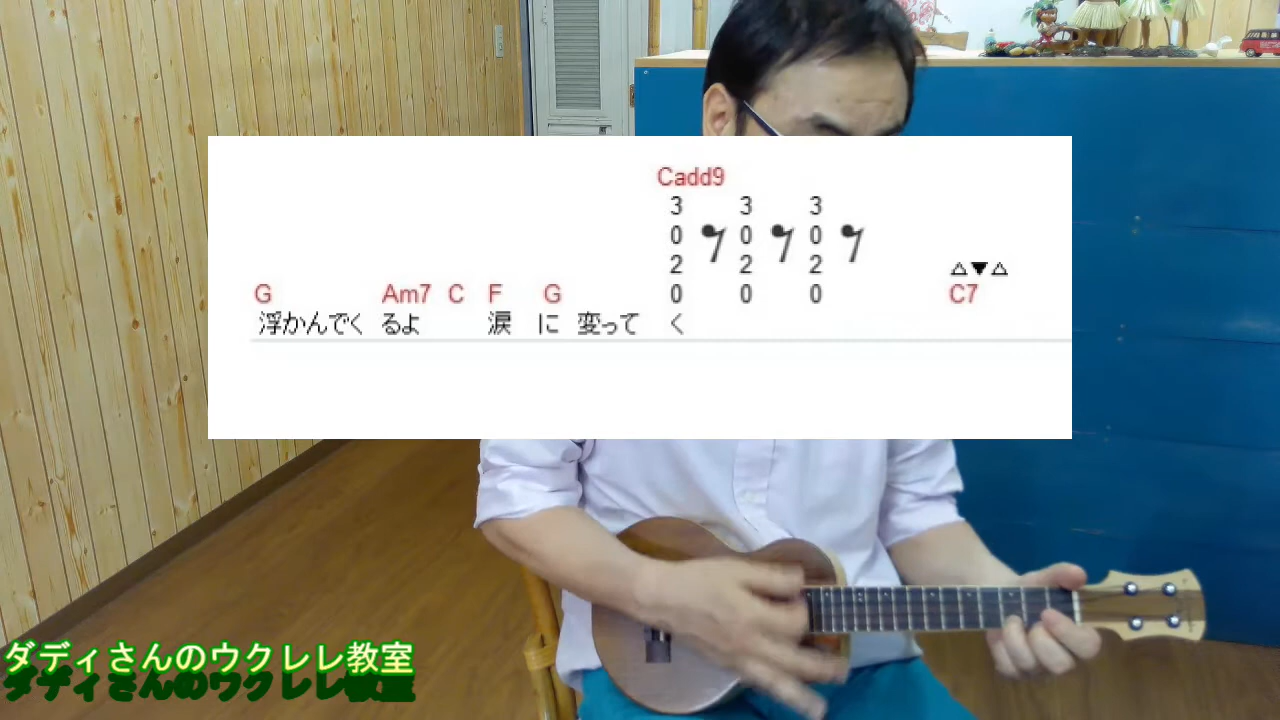 Cadd9
3 3 3
0 0 0
2 2 2
△▼△
G Am7 C F G 0 0 0 C7
浮かんでくるよ 涙 に 変って く
ダディさんのウクレレ教室